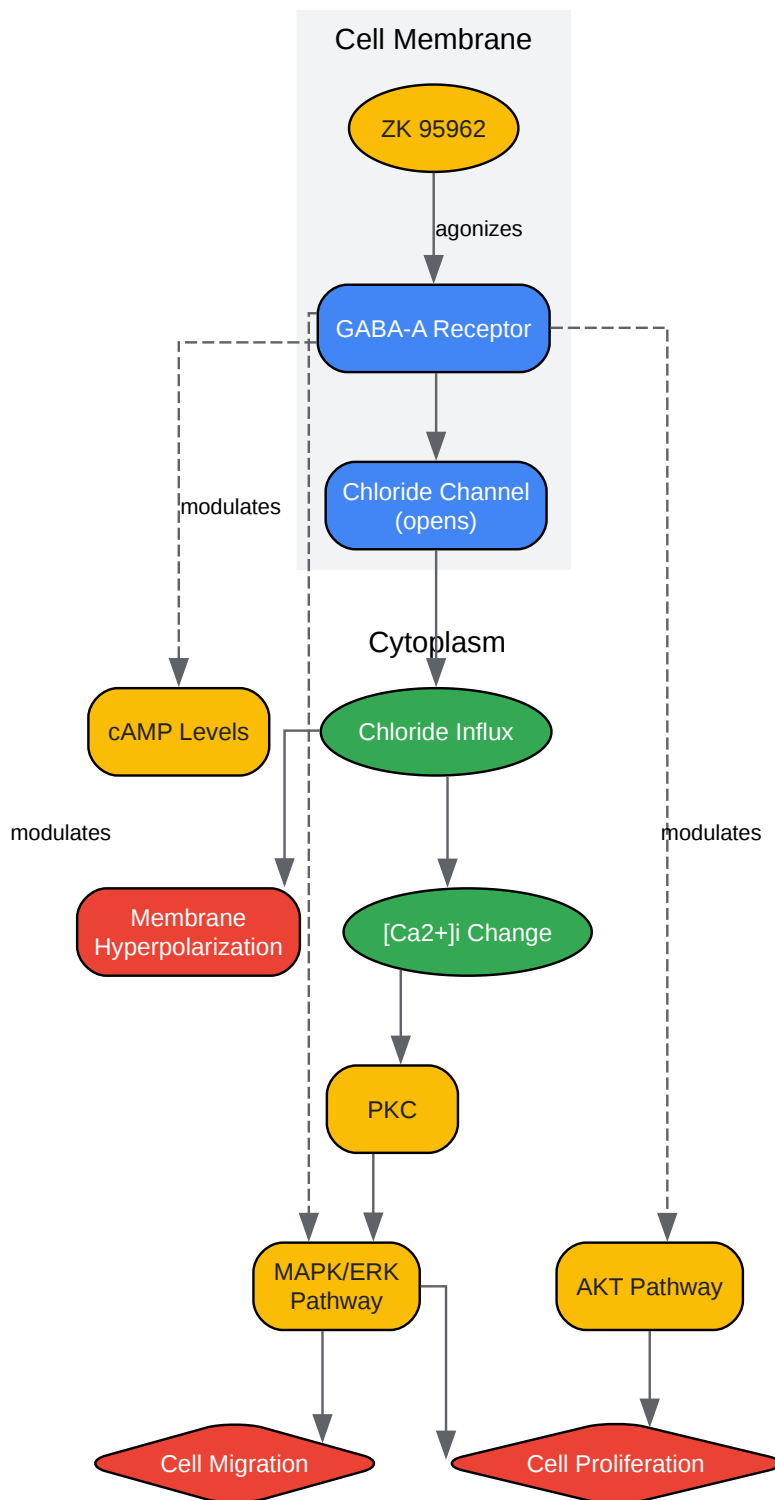 Cell Membrane
ZK 95962
agonizes
GABA-A Receptor
Chloride Channel
(opens)
modulates
Cytoplasm
cAMP Levels
Chloride Influx
modulates
modulates
Membrane
Hyperpolarization
[Ca2+]i Change
PKC
MAPK/ERK
Pathway
AKT Pathway
Cell Migration
Cell Proliferation